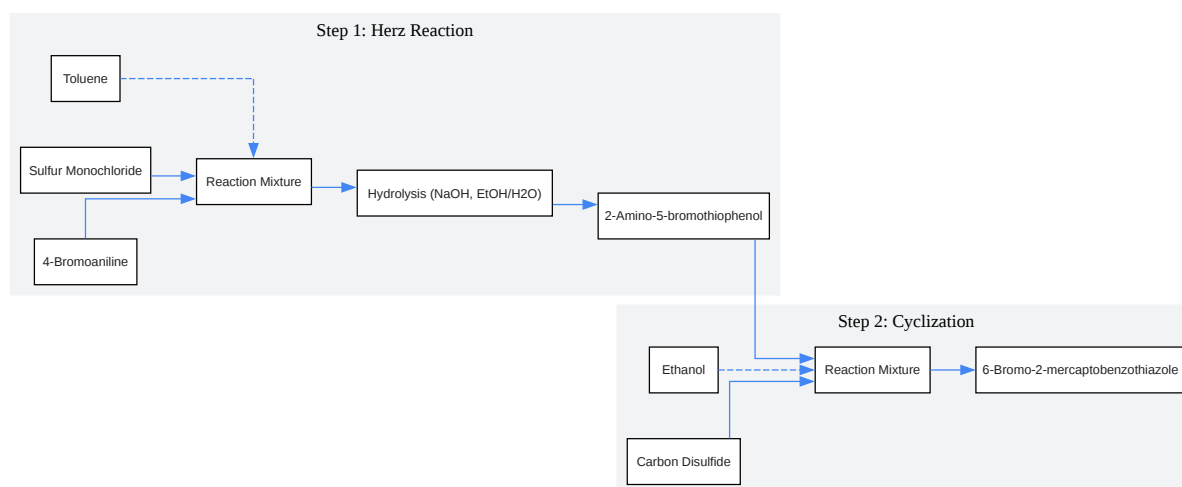 Step 1: Herz Reaction
Toluene
Sulfur Monochloride
Reaction Mixture
Hydrolysis (NaOH, EtOH/H2O)
2-Amino-5-bromothiophenol
4-Bromoaniline
Step 2: Cyclization
Ethanol
Reaction Mixture
6-Bromo-2-mercaptobenzothiazole
Carbon Disulfide